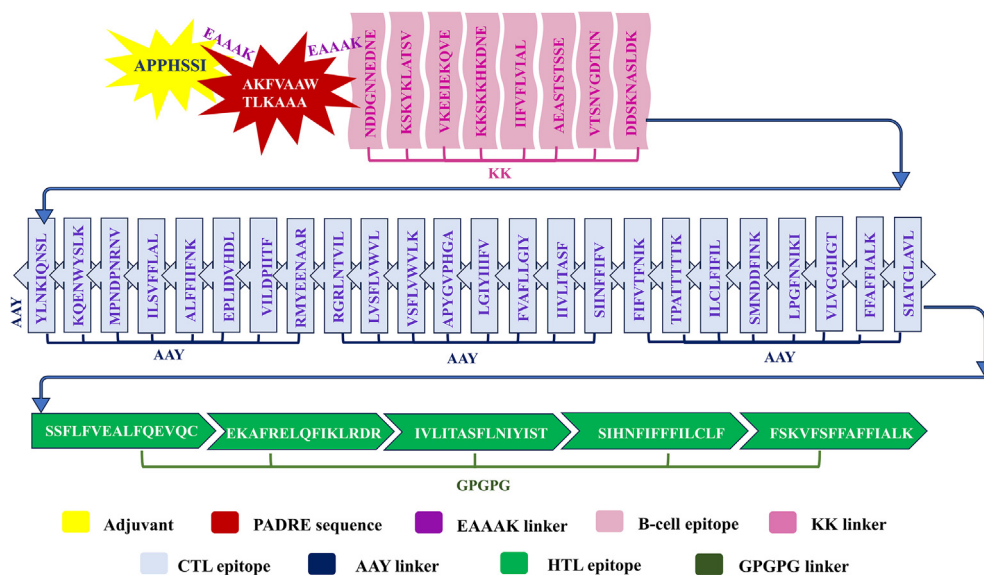 EAAAK
EAAAK
APPHSSI
AKFVAAW
TLKAAA
NDDGNNEDNE
KSKYKLATSV
VKEEIEKQVE
KKSKKHKDNE
IIFVFLVIAL
AEASTSTSSE
VTSNVGDTNN
DDSKNASLDK
KK
AAY
YLNKIQNSL
KQENWYSLK
MPNDPNRNV
ILSVFFLAL
ALFFIIFNK
EPLIDVHDL
VILDPIITF
RMYEENAAR
RGRLNTVIL
LVSFLVWVL
VSFLVWVLK
APYGVPHGA
LGIYIIIFV
FVAFLLGIY
IIVLITASF
SIINFFIFV
FIFVTFNIK
TPATTTTTK
ILCLFIFIL
SMNDDFINK
LPGFNNIKI
VLVGGIIGT
FFAFFIALK
SIATGLAVL
AAY
AAY
AAY
SSFLFVEALFQEVQC
EKAFRELQFIKLRDR
IVLITASFLNIYIST
SIHNFIFFFILCLF
FSKVFSFFAFFIALK
GPGPG
Adjuvant
PADRE sequence
EAAAK linker
B-cell epitope
KK linker
CTL epitope
AAY linker
HTL epitope
GPGPG linker